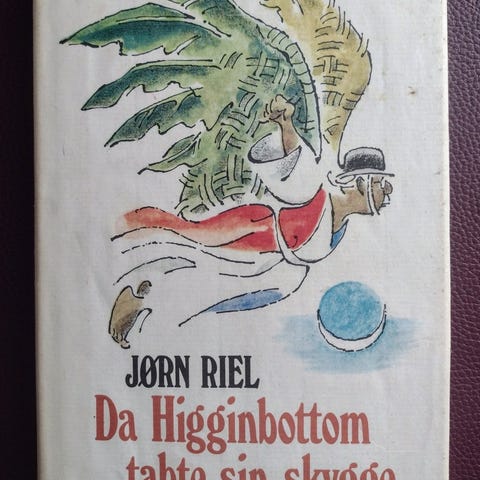 JØRN RIEL
Da Higginbottom
tabte sin skygge